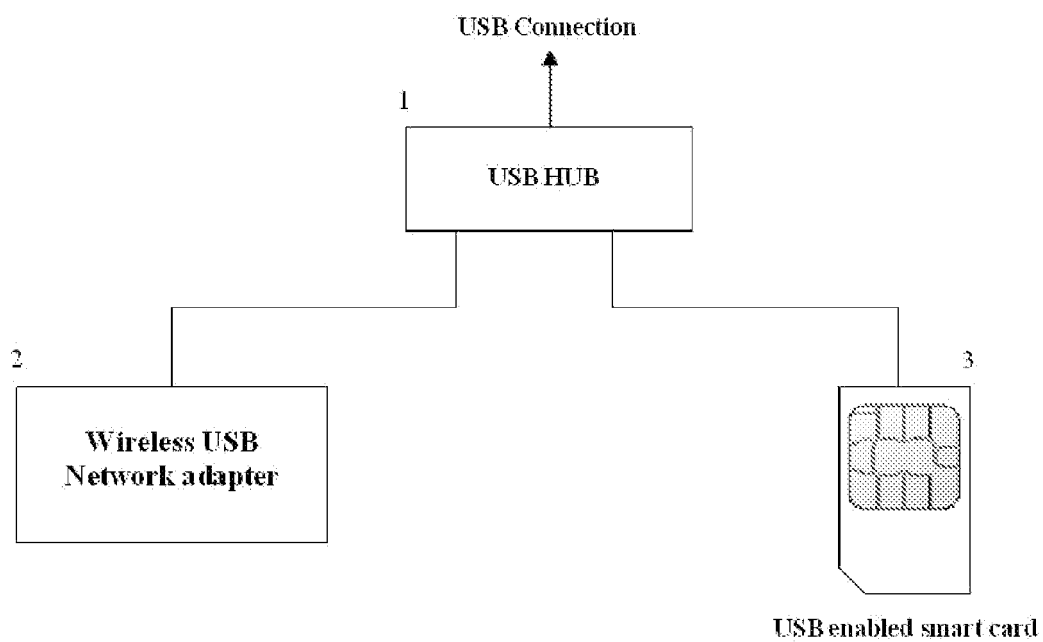 USB Connection
1
USB HUB
2
3
Wireless USB
Network adapter
USB enabled smart card